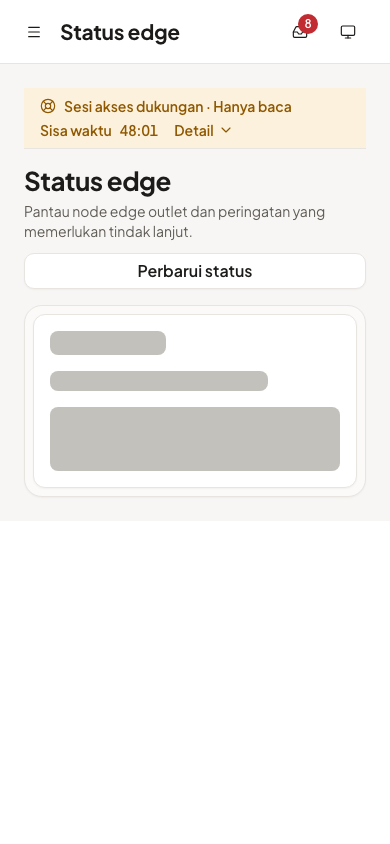 Status edge
8
Sesi akses dukungan · Hanya baca
Sisa waktu 48:01 Detail
Status edge
Pantau node edge outlet dan peringatan yang
memerlukan tindak lanjut.
Perbarui status